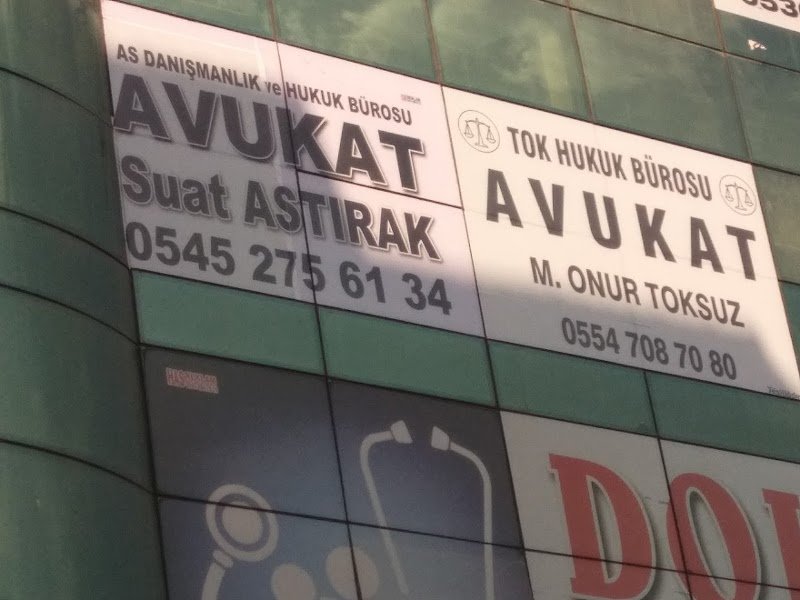 AS DANIŞMANLIK ve HUKUK BÜROSU
AVUKAT
Suat ASTIRAK
0545 275 61 34
TOK HUKUK BÜROSU
AVUKAT
M. ONUR TOKSUZ
0554 708 70 80